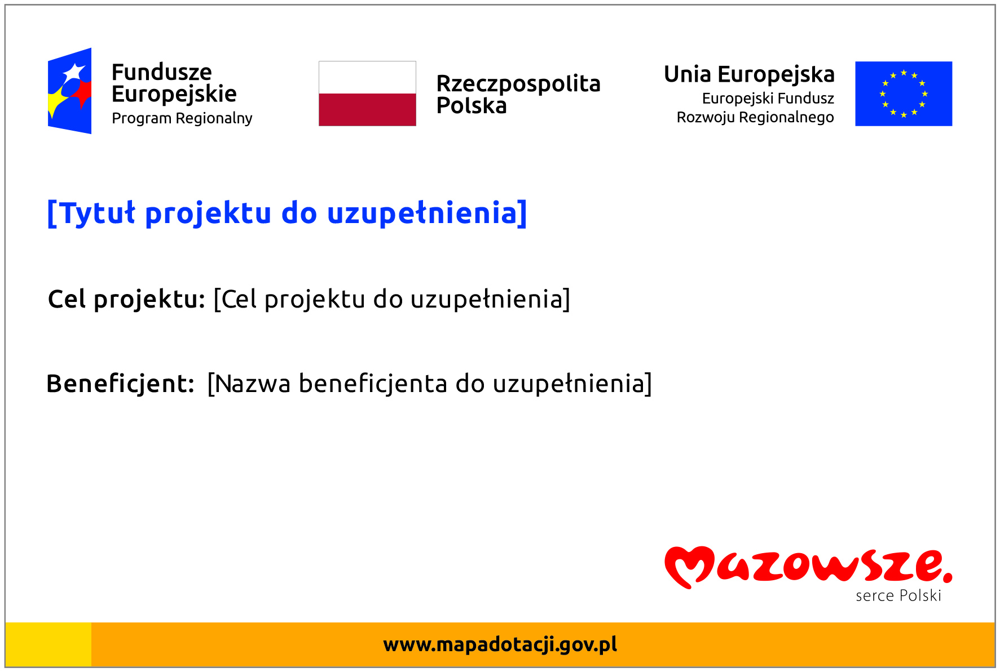 Fundusze
Europejskie
Program Regionalny
Rzeczpospolita
Polska
Unia Europejska
Europejski Fundusz
Rozwoju Regionalnego
[Tytuł projektu do uzupełnienia]
Cel projektu: [Cel projektu do uzupełnienia]
Beneficjent: [Nazwa beneficjenta do uzupełnienia]
Mazowsze.
serce Polski
www.mapadotacji.gov.pl